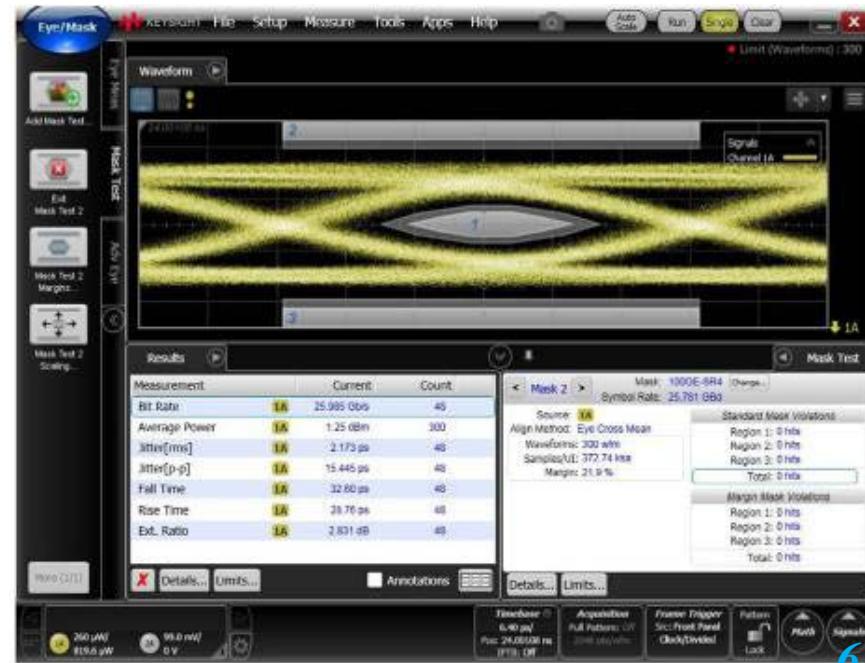 Eye/Mask
KEYSIGHT File Setup Measure Tools Apps Help
Auto Scale Run Single Clear
Limit (Waveforms) : 300
Waveform
Eye Meas
Mask Test
Adv Eye
Add Mask Test...
Exit
Mask Test 2
Mask Test 2
Margins...
Mask Test 2
Scaling...
More (1/1)
2
1
3
Signals
Channel 1A
1A
Results
Measurement Current Count
Bit Rate 1A 25.985 Gb/s 48
Average Power 1A 1.25 dBm 300
Jitter[rms] 1A 2.173 ps 48
Jitter[p-p] 1A 15.445 ps 48
Fall Time 1A 32.60 ps 48
Rise Time 1A 28.76 ps 48
Ext. Ratio 1A 2.831 dB 48
Details... Limits... Annotations
Mask Test
Mask 2
Mask: 100GE-SR4 Change...
Symbol Rate: 25.781 GBd
Source: 1A
Align Method: Eye Cross Mean
Waveforms: 300 wfm
Samples/UI: 372.74 ksa
Margin: 21.9 %
Standard Mask Violations
Region 1: 0 hits
Region 2: 0 hits
Region 3: 0 hits
Total: 0 hits
Margin Mask Violations
Region 1: 0 hits
Region 2: 0 hits
Region 3: 0 hits
Total: 0 hits
Details... Limits...
1A 260 µW/
819.6 µW
2A 99.0 mV/
0 V
Timebase
6.40 ps/
Pos: 24.00108 ns
IPTB: Off
Acquisition
Full Pattern: Off
Frame Trigger
Src: Front Panel
Clock/Divided
Pattern
Lock
Math
Signals
6